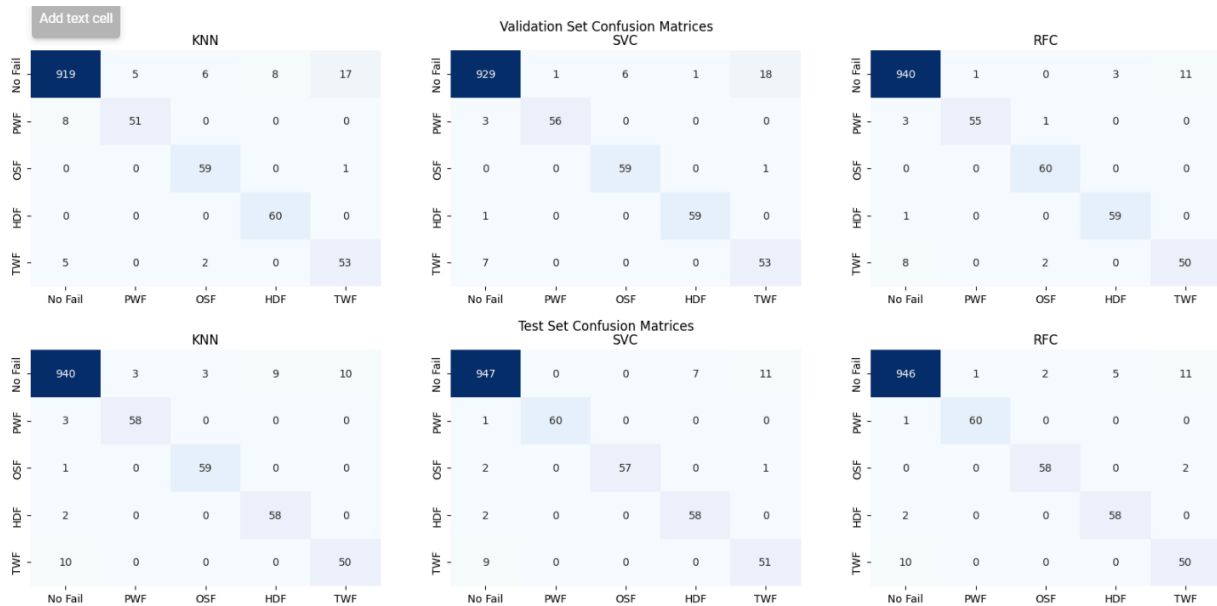 Add text cell
Validation Set Confusion Matrices
KNN SVC RFC
No Fail 919 5 6 8 17 No Fail 929 1 6 1 18 No Fail 940 1 0 3 11
PWF 8 51 0 0 0 PWF 3 56 0 0 0 PWF 3 55 1 0 0
OSF 0 0 59 0 1 OSF 0 0 59 0 1 OSF 0 0 60 0 0
HDF 0 0 0 60 0 HDF 1 0 0 59 0 HDF 1 0 0 59 0
TWF 5 0 2 0 53 TWF 7 0 0 0 53 TWF 8 0 2 0 50
No Fail PWF OSF HDF TWF No Fail PWF OSF HDF TWF No Fail PWF OSF HDF TWF
Test Set Confusion Matrices
KNN SVC RFC
No Fail 940 3 3 9 10 No Fail 947 0 0 7 11 No Fail 946 1 2 5 11
PWF 3 58 0 0 0 PWF 1 60 0 0 0 PWF 1 60 0 0 0
OSF 1 0 59 0 0 OSF 2 0 57 0 1 OSF 0 0 58 0 2
HDF 2 0 0 58 0 HDF 2 0 0 58 0 HDF 2 0 0 58 0
TWF 10 0 0 0 50 TWF 9 0 0 0 51 TWF 10 0 0 0 50
No Fail PWF OSF HDF TWF No Fail PWF OSF HDF TWF No Fail PWF OSF HDF TWF